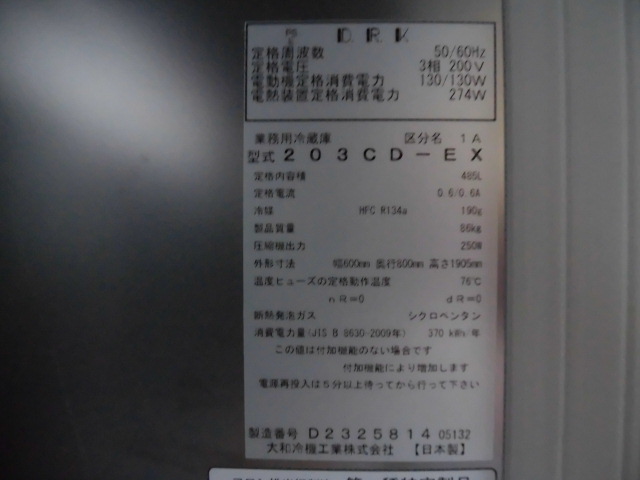 D.R.K.
定格周波数 50/60Hz
定格電圧 3相 200V
電動機定格消費電力 130/130W
電熱装置定格消費電力 274W
業務用冷蔵庫 区分名 1A
型式 203CD-EX
定格内容積 485L
定格電流 0.6/0.6A
冷媒 HFC R134a 190g
製品質量 86kg
圧縮機出力 250W
外形寸法 幅600mm 奥行800mm 高さ1905mm
温度ヒューズの定格動作温度 76℃
nR=0 dR=0
断熱発泡ガス シクロペンタン
消費電力量(JIS B 8630-2009年) 370 kWh/年
この値は付加機能のない場合です
付加機能により増加します
電源再投入は5分以上待ってから行って下さい
製造番号 D2325814 05132
大和冷機工業株式会社 【日本製】